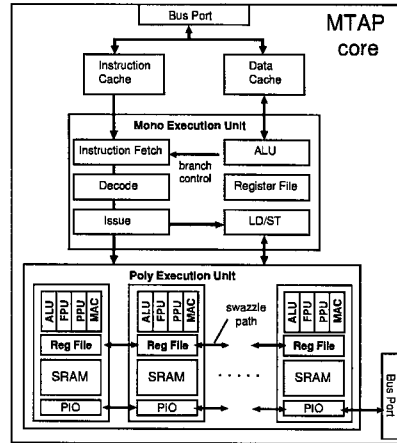 Bus Port
MTAP
core
Instruction
Cache
Data
Cache
Mono Execution Unit
Instruction Fetch
ALU
branch
control
Decode
Register File
Issue
LD/ST
Poly Execution Unit
ALU FPU PPU MAC
ALU FPU PPU MAC
swazzle
path
ALU FPU PPU MAC
Reg File
Reg File
Reg File
SRAM
SRAM
......
SRAM
PIO
PIO
PIO
Bus Port